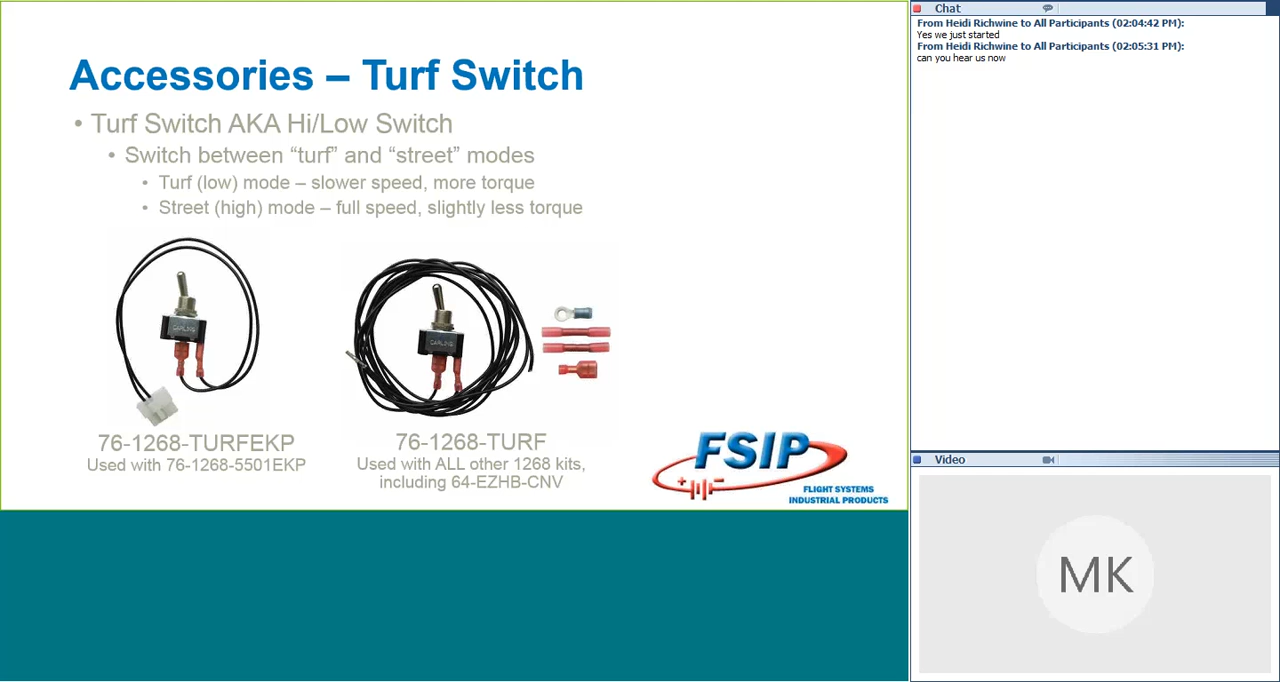 Accessories – Turf Switch
• Turf Switch AKA Hi/Low Switch
• Switch between “turf” and “street” modes
• Turf (low) mode – slower speed, more torque
• Street (high) mode – full speed, slightly less torque
CARLING
CARLING
76-1268-TURFEKP
Used with 76-1268-5501EKP
76-1268-TURF
Used with ALL other 1268 kits,
including 64-EZHB-CNV
FSIP
FLIGHT SYSTEMS
INDUSTRIAL PRODUCTS
Chat
From Heidi Richwine to All Participants (02:04:42 PM):
Yes we just started
From Heidi Richwine to All Participants (02:05:31 PM):
can you hear us now
Video
MK